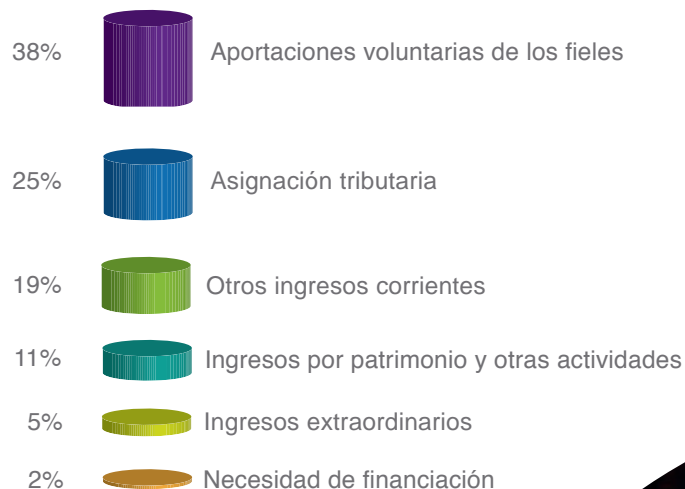 38% Aportaciones voluntarias de los fieles
25% Asignación tributaria
19% Otros ingresos corrientes
11% Ingresos por patrimonio y otras actividades
5% Ingresos extraordinarios
2% Necesidad de financiación